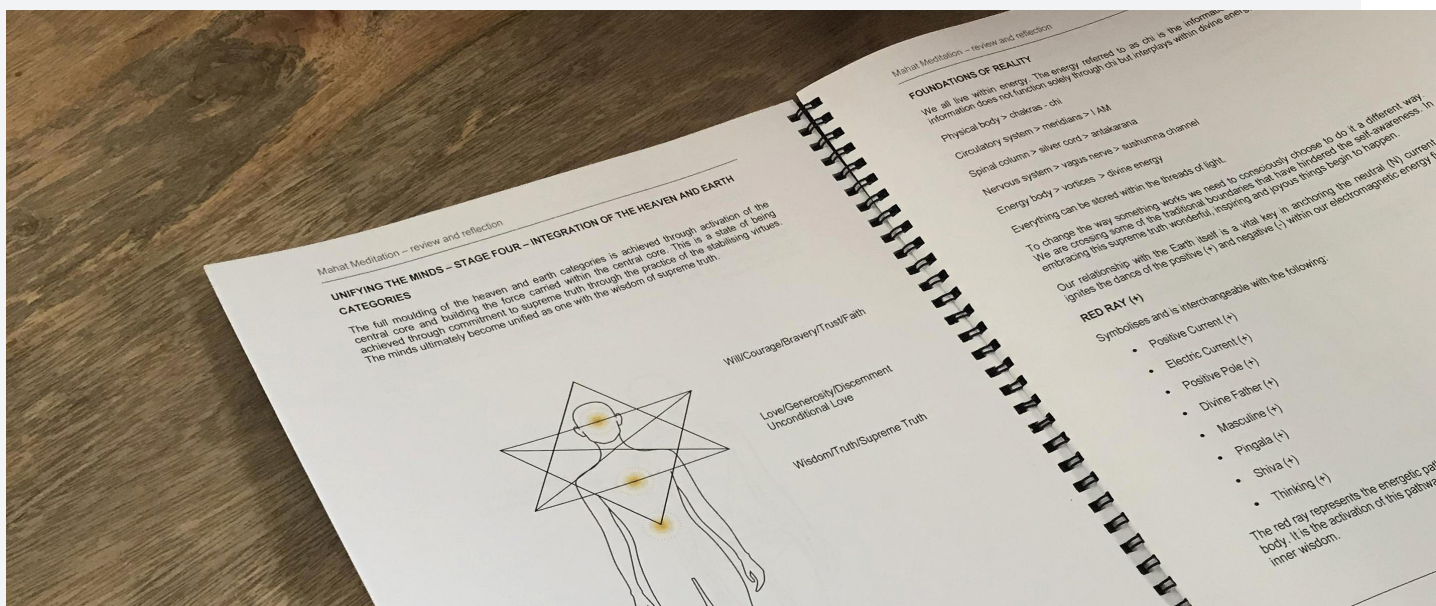 Mahat Meditation – review and reflection
UNIFYING THE MINDS – STAGE FOUR – INTEGRATION OF THE HEAVEN AND EARTH
CATEGORIES
The full moulding of the heaven and earth categories is achieved through activation of the
central core and building the force carried within the central core. This is a state of being
achieved through commitment to supreme truth through the practice of the stabilising virtues.
The minds ultimately become unified as one with the wisdom of supreme truth.
Will/Courage/Bravery/Trust/Faith
Love/Generosity/Discernment
Unconditional Love
Wisdom/Truth/Supreme Truth
Mahat Meditation – review and reflection
FOUNDATIONS OF REALITY
We all live within energy. The energy referred to as chi is the
information does not function solely through chi but interplays within divine
Physical body > chakras - chi
Circulatory system > meridians > I AM
Spinal column > silver cord > antakarana
Nervous system > vagus nerve > sushumna channel
Energy body > vortices > divine energy
Everything can be stored within the threads of light.
To change the way something works we need to consciously choose to do it a different way.
We are crossing some of the traditional boundaries that have hindered the self-awareness. In
embracing this supreme truth wonderful, inspiring and joyous things begin to happen.
Our relationship with the Earth itself is a vital key in anchoring the neutral (N) current
ignites the dance of the positive (+) and negative (-) within our electromagnetic energy
RED RAY (+)
Symbolises and is interchangeable with the following:
• Positive Current (+)
• Electric Current (+)
• Positive Pole (+)
• Divine Father (+)
• Masculine (+)
• Pingala (+)
• Shiva (+)
• Thinking (+)
The red ray represents the energetic
body. It is the activation of this
inner wisdom.